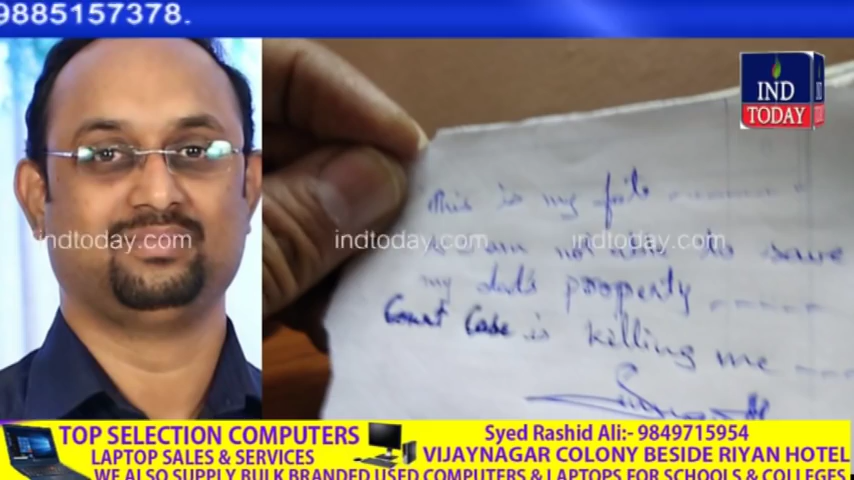 9885157378.
IND
TODAY
This is my fate
indtoday.com indtoday.com indtoday.com
am not able to save
my dad's property -----
Court Case is killing me ----
TOP SELECTION COMPUTERS
LAPTOP SALES & SERVICES
Syed Rashid Ali:- 9849715954
VIJAYNAGAR COLONY BESIDE RIYAN HOTEL
WE ALSO SUPPLY BULK BRANDED USED COMPUTERS & LAPTOPS FOR SCHOOLS & COLLEGES